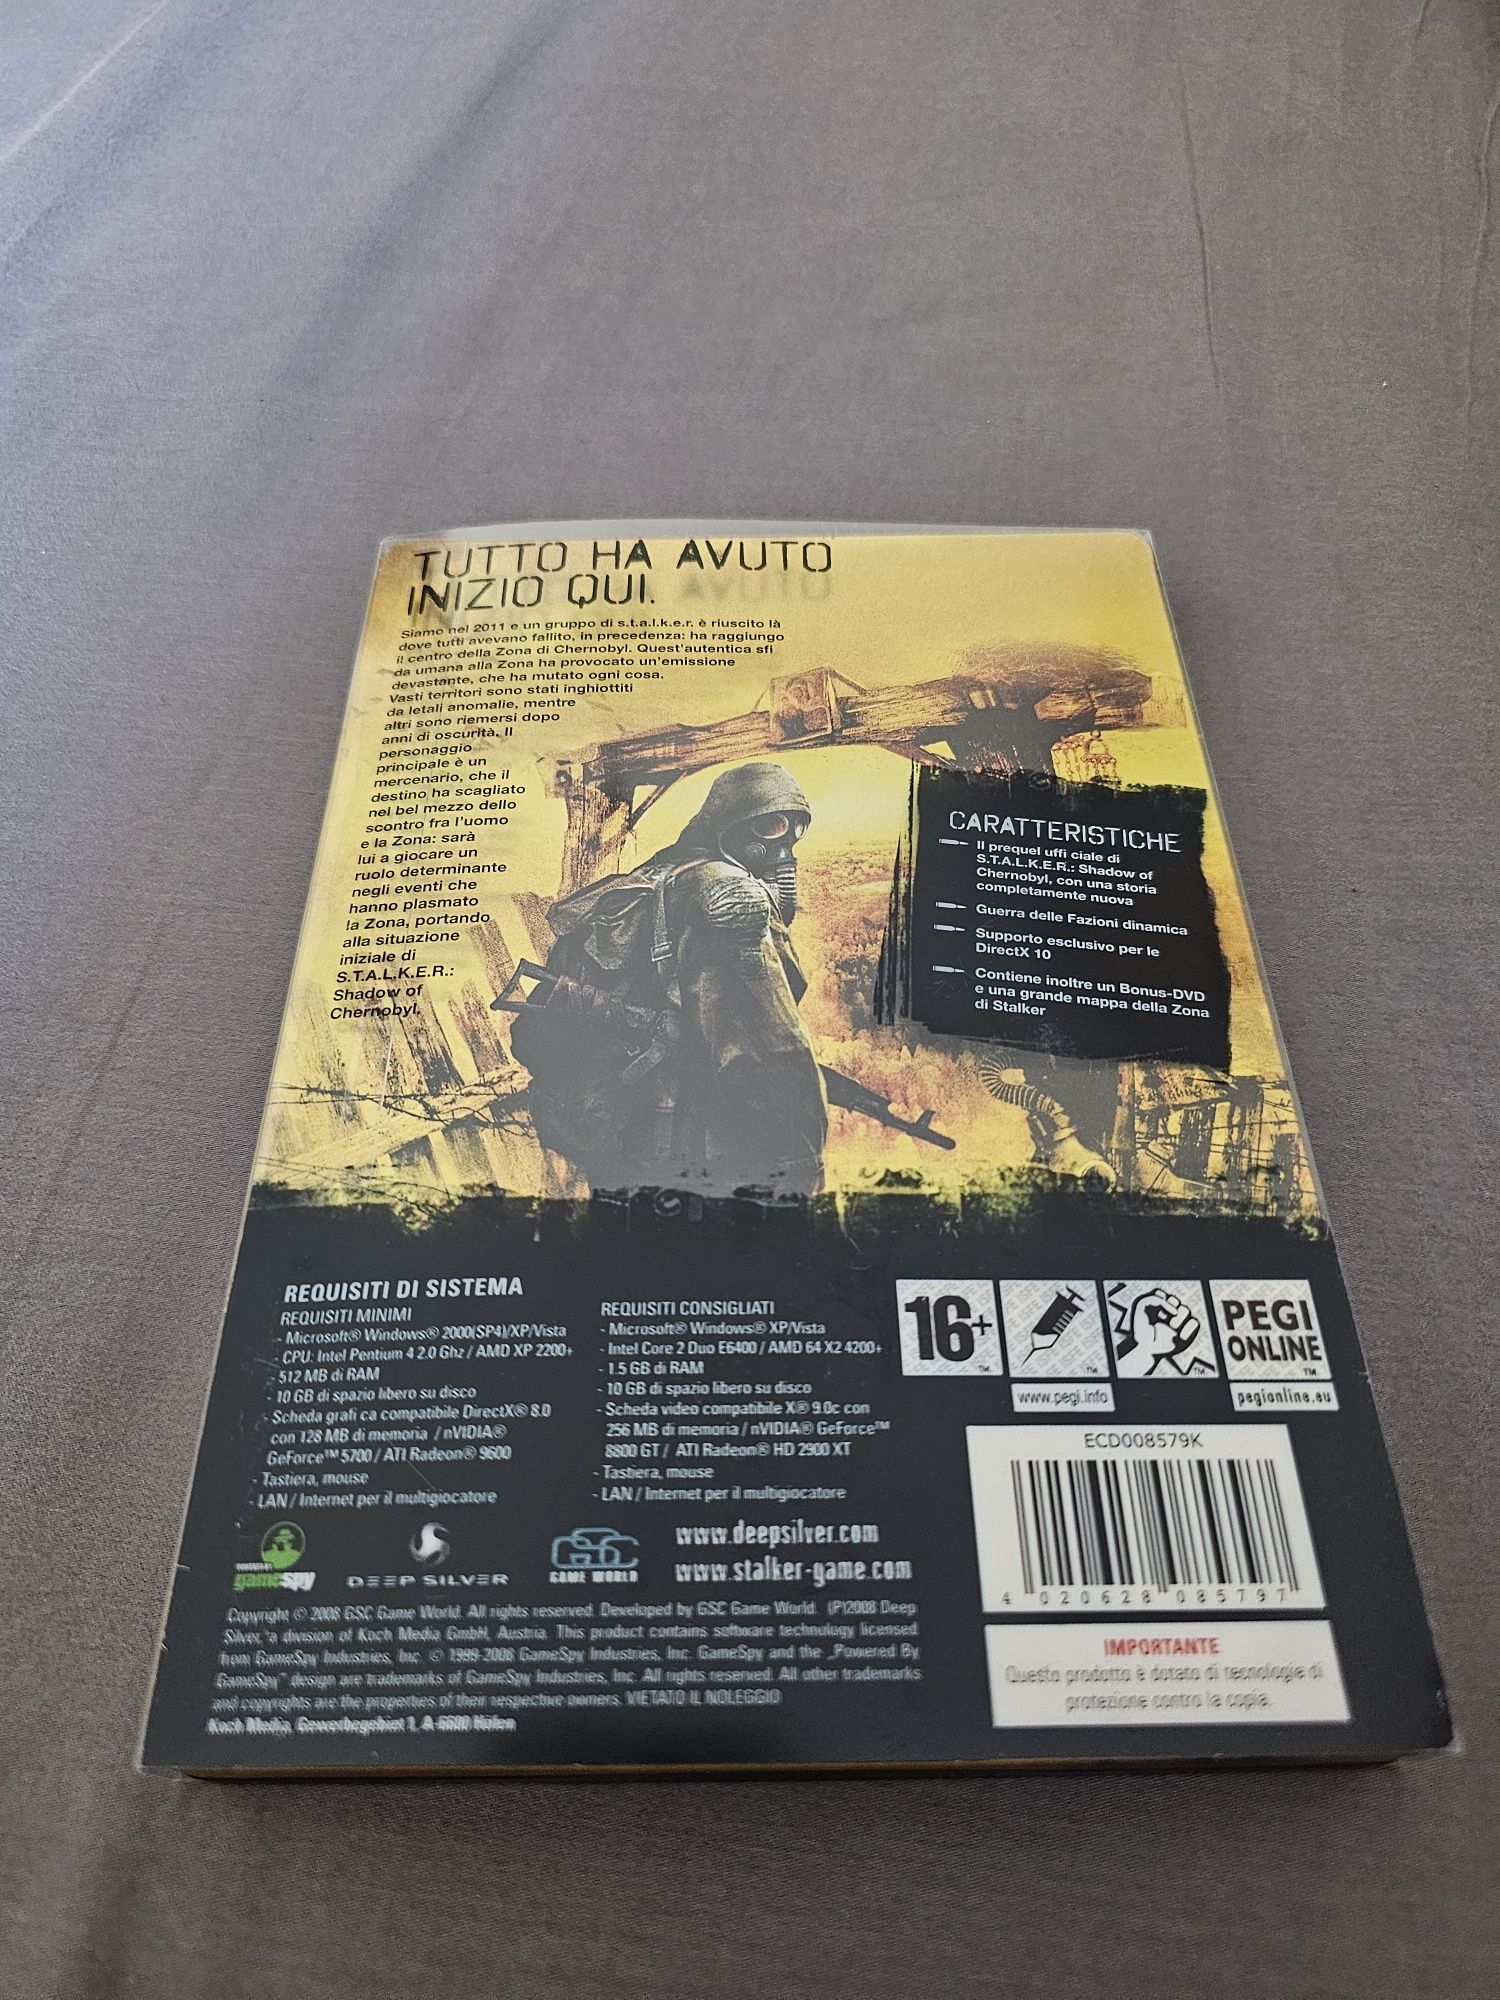 TUTTO HA AVUTO
INIZIO QUI.
Siamo nel 2011 e un gruppo di s.t.a.l.k.e.r. è riuscito là
dove tutti avevano fallito, in precedenza: ha raggiungo
il centro della Zona di Chernobyl. Quest'autentica sfi
da umana alla Zona ha provocato un'emissione
devastante, che ha mutato ogni cosa.
Vasti territori sono stati inghiottiti
da letali anomalie, mentre
altri sono riemersi dopo
anni di oscurità. Il
personaggio
principale è un
mercenario, che il
destino ha scagliato
nel bel mezzo dello
scontro fra l'uomo
e la Zona: sarà
lui a giocare un
ruolo determinante
negli eventi che
hanno plasmato
la Zona, portando
alla situazione
iniziale di
S.T.A.L.K.E.R.:
Shadow of
Chernobyl.
CARATTERISTICHE
Il prequel uffi ciale di
S.T.A.L.K.E.R.: Shadow of
Chernobyl, con una storia
completamente nuova
Guerra delle Fazioni dinamica
Supporto esclusivo per le
DirectX 10
Contiene inoltre un Bonus-DVD
e una grande mappa della Zona
di Stalker
REQUISITI DI SISTEMA
REQUISITI MINIMI
- Microsoft® Windows® 2000(SP4)/XP/Vista
- CPU: Intel Pentium 4 2.0 Ghz / AMD XP 2200+
- 512 MB di RAM
- 10 GB di spazio libero su disco
- Scheda grafi ca compatibile DirectX® 8.0
con 128 MB di memoria / nVIDIA®
GeForce™ 5700 / ATI Radeon® 9600
- Tastiera, mouse
- LAN / Internet per il multigiocatore
REQUISITI CONSIGLIATI
- Microsoft® Windows® XP/Vista
- Intel Core 2 Duo E6400 / AMD 64 X2 4200+
- 1.5 GB di RAM
- 10 GB di spazio libero su disco
- Scheda video compatibile X® 9.0c con
256 MB di memoria / nVIDIA® GeForce™
8800 GT / ATI Radeon® HD 2900 XT
- Tastiera, mouse
- LAN / Internet per il multigiocatore
16+
™
™
™
PEGI
ONLINE
™
www.pegi.info
pegionline.eu
ECD008579K
4 020628 085797
IMPORTANTE
Questo prodotto è dotato di tecnologie di
protezione contro la copia.
POWERED BY
gamespy
DEEP SILVER
GSC
GAME WORLD
www.deepsilver.com
www.stalker-game.com
Copyright © 2008 GSC Game World. All rights reserved. Developed by GSC Game World. (P)2008 Deep
Silver, a division of Koch Media GmbH, Austria. This product contains software technology licensed
from GameSpy Industries, Inc. © 1999-2008 GameSpy Industries, Inc. GameSpy and the „Powered By
GameSpy" design are trademarks of GameSpy Industries, Inc. All rights reserved. All other trademarks
and copyrights are the properties of their respective owners. VIETATO IL NOLEGGIO
Koch Media, Gewerbegebiet 1, A-6600 Höfen